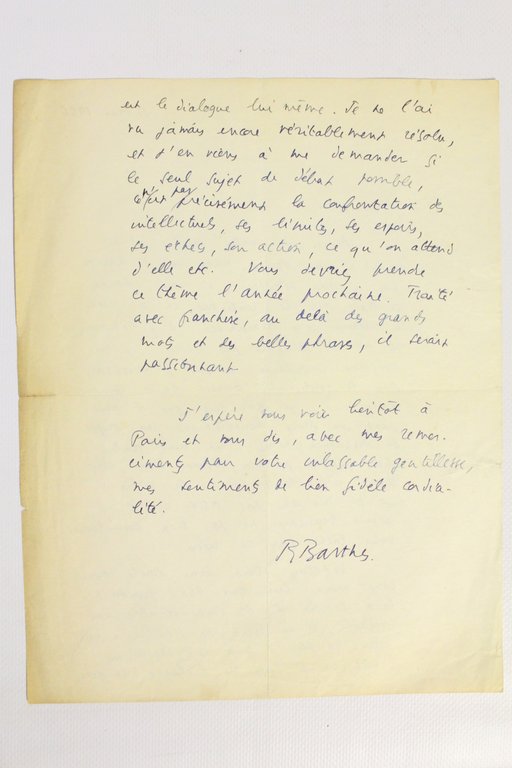 est le dialogue lui même. Je ne l'ai
vu jamais encore véritablement résolu,
et j'en viens à me demander si
le seul sujet de débat possible,
n'est pas
c'est précisément la confrontation des
intellectuels, ses limites, ses espoirs,
ses échecs, son action, ce qu'on attend
d'elle etc. Vous devriez prendre
ce thème l'année prochaine. Traité
avec franchise, au delà des grands
mots et des belles phrases, il serait
passionnant
J'espère vous voir bientôt à
Paris et vous dis, avec mes remer-
ciements pour votre inlassable gentillesse,
mes sentiments de bien fidèle cordia-
lité.
R Barthes.